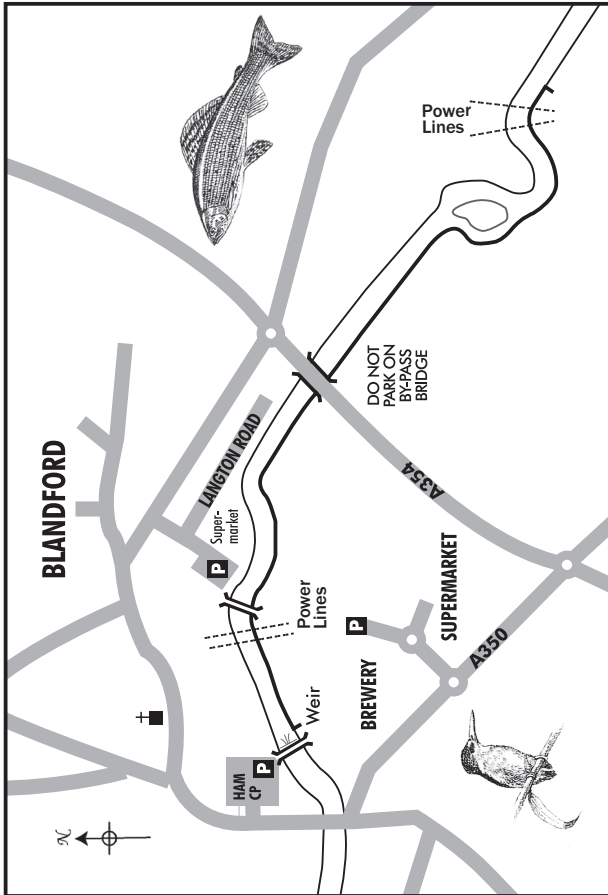 BLANDFORD
LANGTON ROAD
Super-
market
P
Power
Lines
Power
Lines
DO NOT
PARK ON
BY-PASS
BRIDGE
A354
P
SUPERMARKET
BREWERY
A350
Weir
HAM
CP
P
N